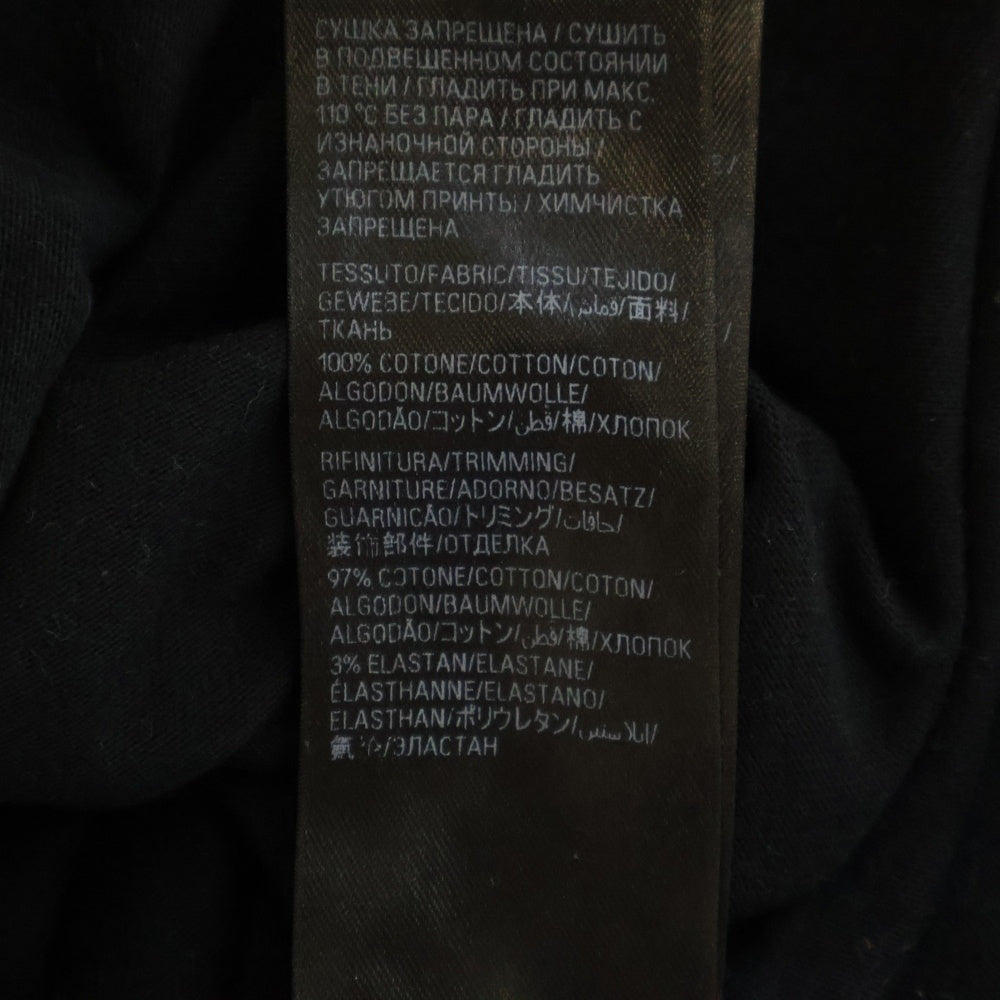 СУШКА ЗАПРЕЩЕНА / СУШИТЬ
В ПОДВЕШЕННОМ СОСТОЯНИИ
В ТЕНИ / ГЛАДИТЬ ПРИ МАКС.
110 °C БЕЗ ПАРА / ГЛАДИТЬ С
ИЗНАНОЧНОЙ СТОРОНЫ /
ЗАПРЕЩАЕТСЯ ГЛАДИТЬ
УТЮГОМ ПРИНТЫ / ХИМЧИСТКА
ЗАПРЕЩЕНА
TESSUTO/FABRIC/TISSU/TEJIDO/
GEWEBE/TECIDO/本体/قماش/面料/
ТКАНЬ
100% COTONE/COTTON/COTON/
ALGODON/BAUMWOLLE/
ALGODÃO/コットン/قطن/棉/ХЛОПОК
RIFINITURA/TRIMMING/
GARNITURE/ADORNO/BESATZ/
GUARNICÃO/トリミング/حافات/
装饰部件/ОТДЕЛКА
97% COTONE/COTTON/COTON/
ALGODON/BAUMWOLLE/
ALGODÃO/コットン/قطن/棉/ХЛОПОК
3% ELASTAN/ELASTANE/
ÉLASTHANNE/ELASTANO/
ELASTHAN/ポリウレタン/
/ЭЛАСТАН